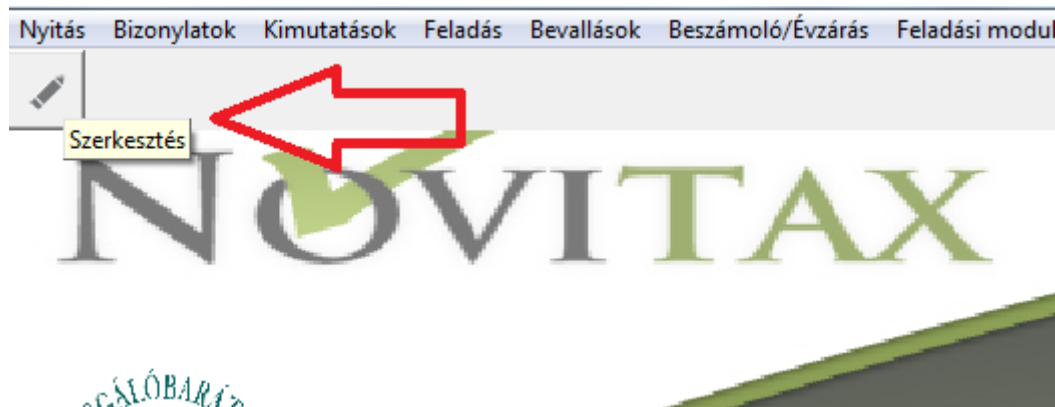 Nyitás Bizonylatok Kimutatások Feladás Bevallások Beszámoló/Évzárás Feladási modul
Szerkesztés
NOVITAX